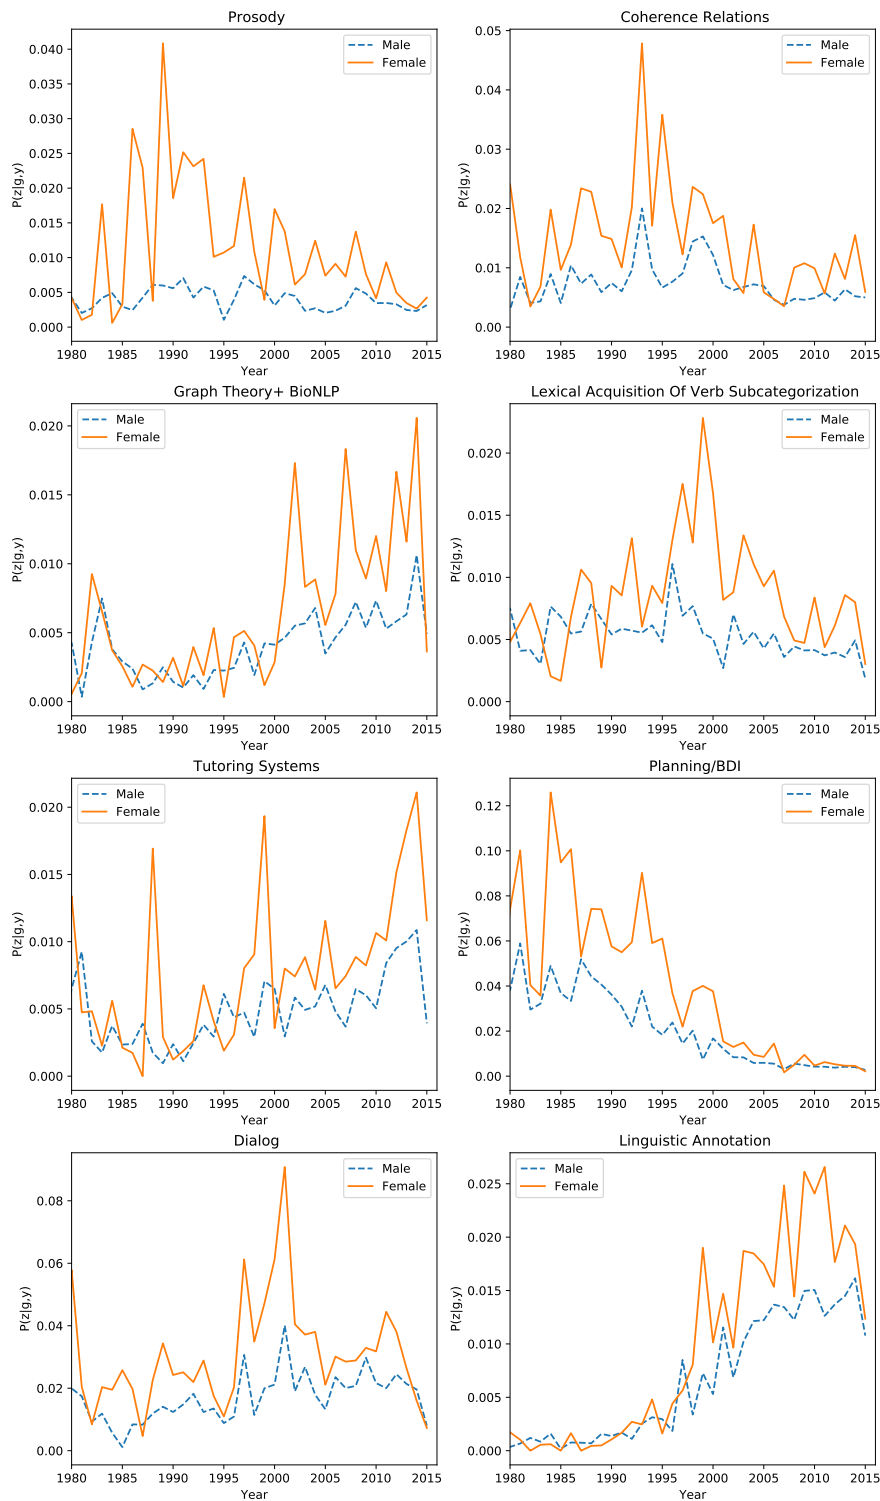 Prosody
Male
Female
0.040
0.035
0.030
0.025
0.020
0.015
0.010
0.005
0.000
P(z|g,y)
1980 1985 1990 1995 2000 2005 2010 2015
Year
Coherence Relations
Male
Female
0.05
0.04
0.03
0.02
0.01
0.00
P(z|g,y)
1980 1985 1990 1995 2000 2005 2010 2015
Year
Graph Theory+ BioNLP
Male
Female
0.020
0.015
0.010
0.005
0.000
P(z|g,y)
1980 1985 1990 1995 2000 2005 2010 2015
Year
Lexical Acquisition Of Verb Subcategorization
Male
Female
0.020
0.015
0.010
0.005
0.000
P(z|g,y)
1980 1985 1990 1995 2000 2005 2010 2015
Year
Tutoring Systems
Male
Female
0.020
0.015
0.010
0.005
0.000
P(z|g,y)
1980 1985 1990 1995 2000 2005 2010 2015
Year
Planning/BDI
Male
Female
0.12
0.10
0.08
0.06
0.04
0.02
0.00
P(z|g,y)
1980 1985 1990 1995 2000 2005 2010 2015
Year
Dialog
Male
Female
0.08
0.06
0.04
0.02
0.00
P(z|g,y)
1980 1985 1990 1995 2000 2005 2010 2015
Year
Linguistic Annotation
Male
Female
0.025
0.020
0.015
0.010
0.005
0.000
P(z|g,y)
1980 1985 1990 1995 2000 2005 2010 2015
Year